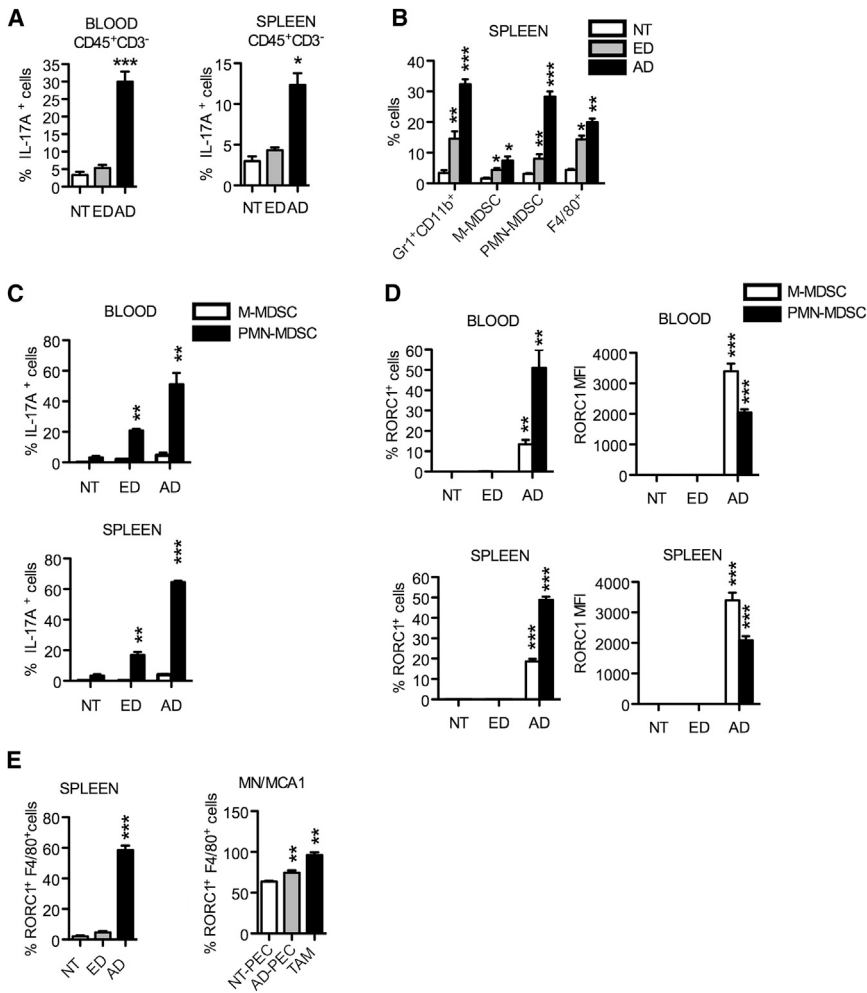 A
BLOOD
CD45+CD3-
% IL-17A + cells
35
30
25
20
15
10
5
0
***
NT ED AD
SPLEEN
CD45+CD3-
% IL-17A + cells
15
10
5
0
*
NT ED AD
B
SPLEEN
NT
ED
AD
% cells
40
30
20
10
0
** *** * * ** *** * **
Gr1+CD11b+
M-MDSC
PMN-MDSC
F4/80+
C
M-MDSC
PMN-MDSC
BLOOD
% IL-17A + cells
80
60
40
20
0
** **
NT ED AD
SPLEEN
% IL-17A + cells
80
60
40
20
0
** ***
NT ED AD
D
M-MDSC
PMN-MDSC
BLOOD
% RORC1+ cells
60
50
40
30
20
10
0
** **
NT ED AD
BLOOD
RORC1 MFI
4000
3000
2000
1000
0
*** ***
NT ED AD
SPLEEN
% RORC1+ cells
60
50
40
30
20
10
0
*** ***
NT ED AD
SPLEEN
RORC1 MFI
4000
3000
2000
1000
0
*** ***
NT ED AD
E
SPLEEN
% RORC1+ F4/80+cells
80
60
40
20
0
***
NT
ED
AD
MN/MCA1
% RORC1+ F4/80+ cells
150
100
50
0
** **
NT-PEC
AD-PEC
TAM